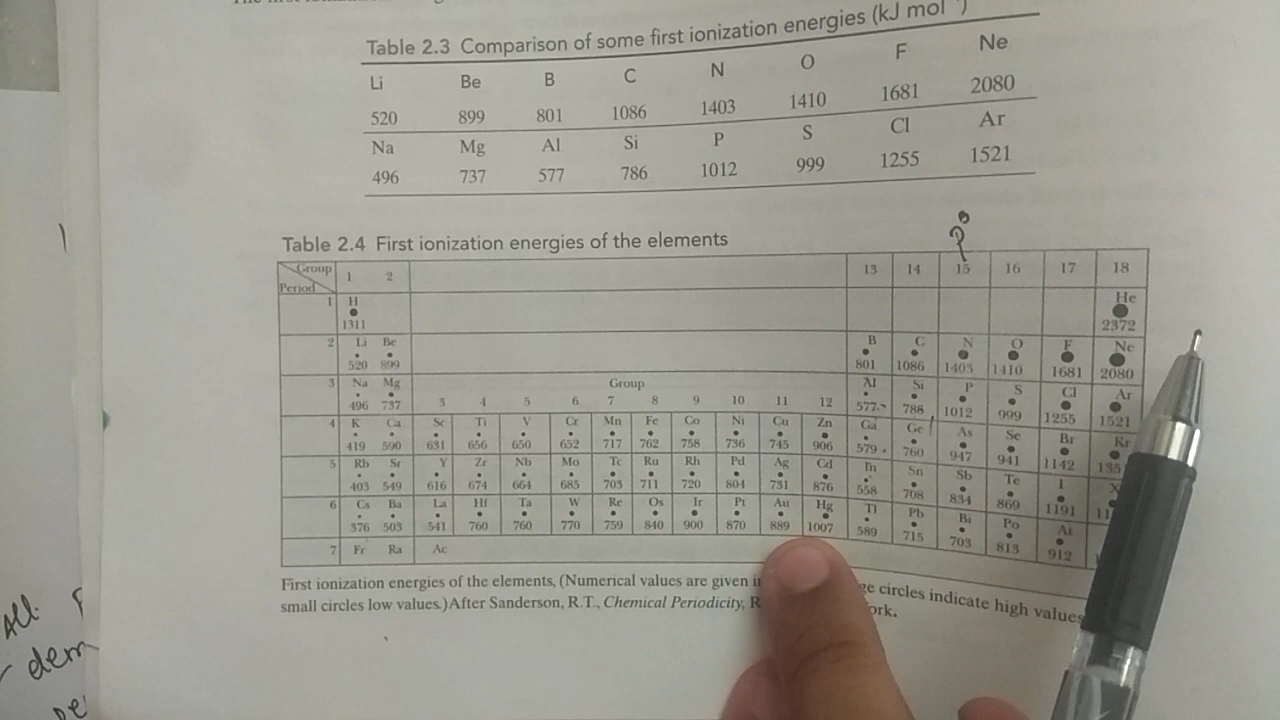 Table 2.3 Comparison of some first ionization energies (kJ mol⁻¹)
Li Be B C N O F Ne
520 899 801 1086 1403 1410 1681 2080
Na Mg Al Si P S Cl Ar
496 737 577 786 1012 999 1255 1521
Table 2.4 First ionization energies of the elements
Group 1 2 13 14 15 16 17 18
Period
1 H He
1311 2372
2 Li Be B C N O F Ne
520 899 801 1086 1403 1410 1681 2080
3 Na Mg Group Al Si P S Cl Ar
496 737 3 4 5 6 7 8 9 10 11 12 577 786 1012 999 1255 1521
4 K Ca Sc Ti V Cr Mn Fe Co Ni Cu Zn Ga Ge As Se Br Kr
419 590 631 656 650 652 717 762 758 736 745 906 579 760 947 941 1142 135
5 Rb Sr Y Zr Nb Mo Tc Ru Rh Pd Ag Cd In Sn Sb Te I X
403 549 616 674 664 685 703 711 720 804 731 876 558 708 834 869 1191 11
6 Cs Ba La Hf Ta W Re Os Ir Pt Au Hg Tl Pb Bi Po At
376 503 541 760 760 770 759 840 900 870 889 1007 589 715 703 813 912
7 Fr Ra Ac
First ionization energies of the elements, (Numerical values are given circles indicate high values
small circles low values.) After Sanderson, R.T., Chemical Periodicity, R
All
dem